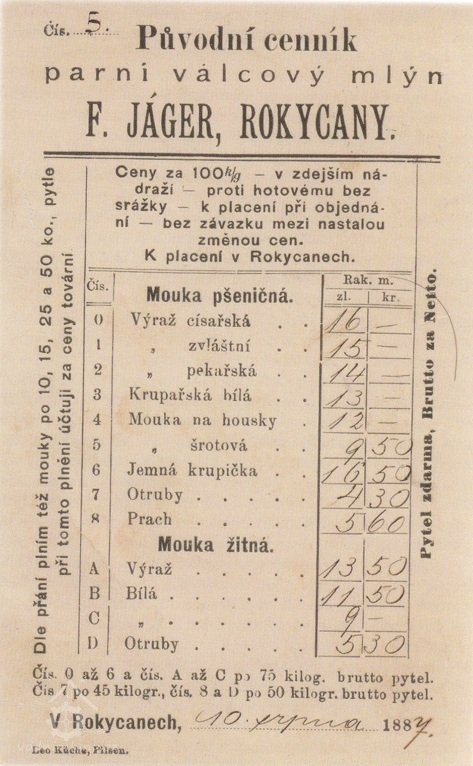 Čís. 5.
Původní cenník
parní válcový mlýn
F. JÁGER, ROKYCANY.
Dle přání plním též mouky po 10, 15, 25 a 50 ko., pytle
při tomto plnění účtuji za ceny tovární
Ceny za 100 k/g — v zdejším ná-
draží — proti hotovému bez
srážky — k placení při objedná-
ní — bez závazku mezi nastalou
změnou cen.
K placení v Rokycanech.
Čís. Mouka pšeničná. Rak. m.
zl. kr.
0 Výraž císařská . . 16 —
1 „ zvláštní . . 15 —
2 „ pekařská . . 14 —
3 Krupařská bílá . . 13 —
4 Mouka na housky . 12 —
5 „ šrotová . . 9 50
6 Jemná krupička . . 16 50
7 Otruby . . . . . 4 30
8 Prach . . . . . 5 60
Mouka žitná.
A Výraž . . . . . 13 50
B Bílá . . . . . 11 50
C „ . . . . . 9 —
D Otruby . . . . . 5 30
Pytel zdarma, Brutto za Netto.
Čís. 0 až 6 a čís. A až C po 75 kilog. brutto pytel.
Čís 7 po 45 kilogr., čís. 8 a D po 50 kilogr. brutto pytel.
V Rokycanech, 10. srpna 1887.
Leo Küche, Pilsen.